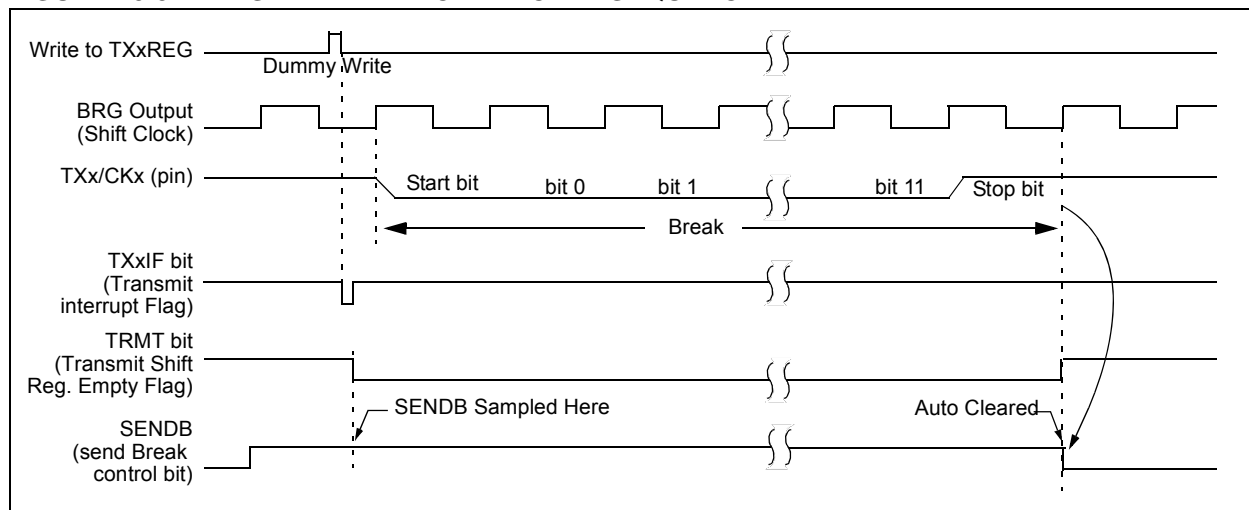 Write to TXxREG
Dummy Write
BRG Output
(Shift Clock)
TXx/CKx (pin)
Start bit
bit 0
bit 1
bit 11
Stop bit
Break
TXxIF bit
(Transmit
interrupt Flag)
TRMT bit
(Transmit Shift
Reg. Empty Flag)
SENDB Sampled Here
Auto Cleared
SENDB
(send Break
control bit)